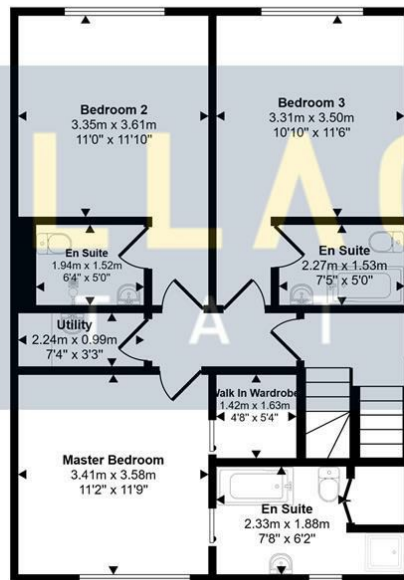 Bedroom 2
3.35m x 3.61m
11'0" x 11'10"
Bedroom 3
3.31m x 3.50m
10'10" x 11'6"
LLAC
En Suite
1.94m x 1.52m
6'4" x 5'0"
En Suite
2.27m x 1.53m
7'5" x 5'0"
Utility
2.24m x 0.99m
7'4" x 3'3"
T A T
Walk In Wardrobe
1.42m x 1.63m
4'8" x 5'4"
Master Bedroom
3.41m x 3.58m
11'2" x 11'9"
En Suite
2.33m x 1.88m
7'8" x 6'2"